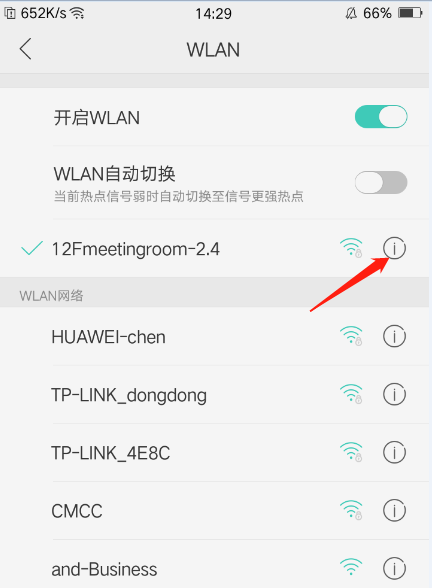 652K/s 14:29 66%
WLAN
开启WLAN
WLAN自动切换
当前热点信号弱时自动切换至信号更强热点
12Fmeetingroom-2.4
WLAN网络
HUAWEI-chen
TP-LINK_dongdong
TP-LINK_4E8C
CMCC
and-Business